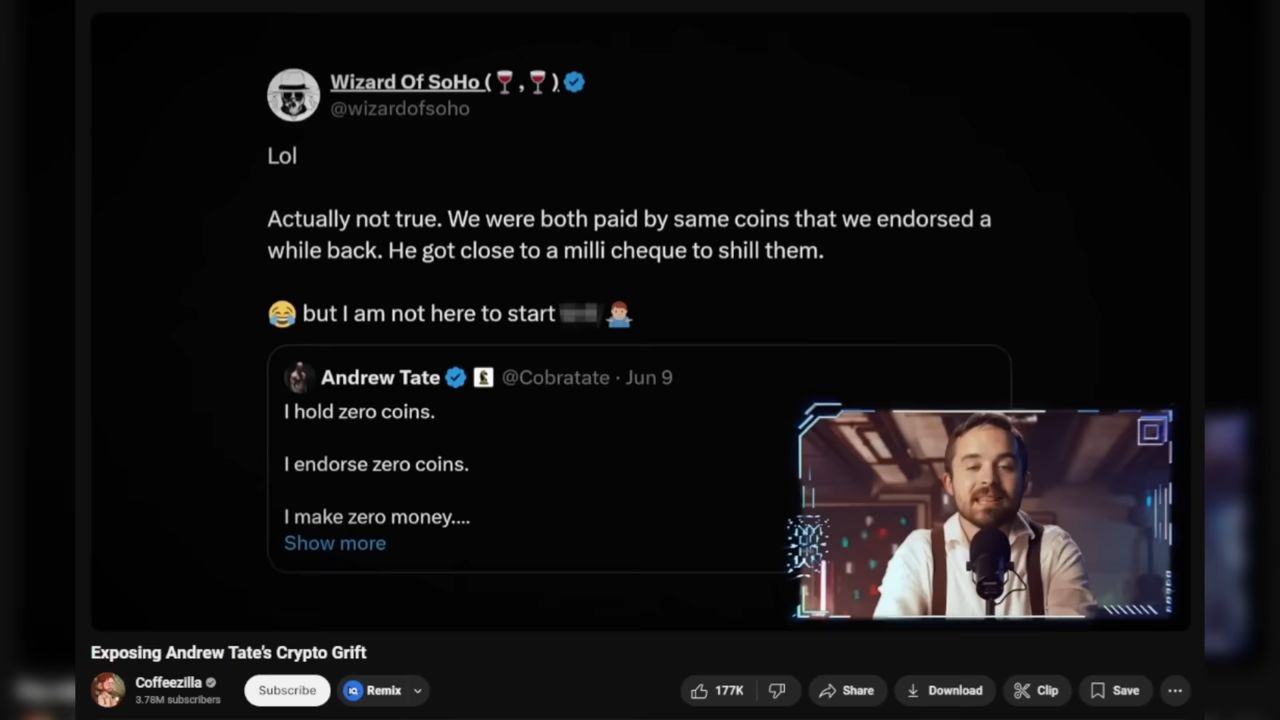 Wizard Of SoHo (🍷,🍷)
@wizardofsoho
Lol
Actually not true. We were both paid by same coins that we endorsed a
while back. He got close to a milli cheque to shill them.
😂 but I am not here to start 🤷🏽‍♂️
Andrew Tate @Cobratate · Jun 9
I hold zero coins.
I endorse zero coins.
I make zero money....
Show more
Exposing Andrew Tate's Crypto Grift
Coffeezilla
3.78M subscribers
Subscribe
IQ Remix
177K
Share
Download
Clip
Save